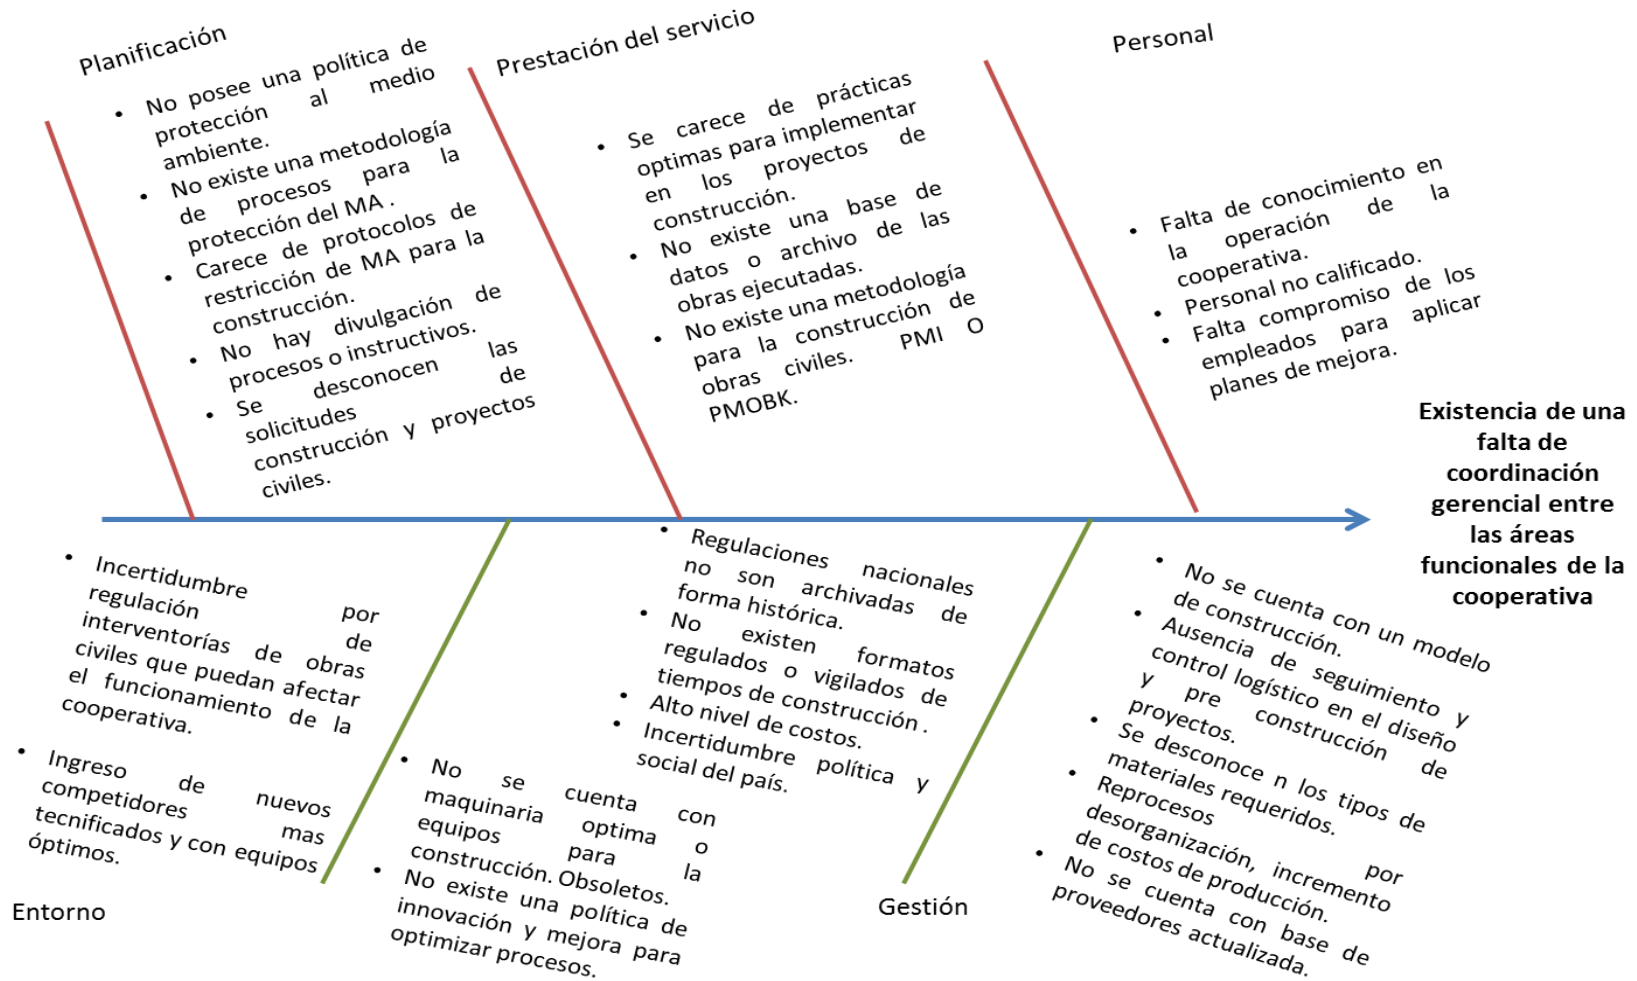 Planificación
• No posee una política de
protección al medio
ambiente.
• No existe una metodología
de procesos para la
protección del MA .
• Carece de protocolos de
restricción de MA para la
construcción.
• No hay divulgación de
procesos o instructivos.
• Se desconocen las
solicitudes de
construcción y proyectos
civiles.
Prestación del servicio
• Se carece de prácticas
optimas para implementar
en los proyectos de
construcción.
• No existe una base de
datos o archivo de las
obras ejecutadas.
• No existe una metodología
para la construcción de
obras civiles. PMI O
PMOBK.
Personal
• Falta de conocimiento en
la operación de la
cooperativa.
• Personal no calificado.
• Falta compromiso de los
empleados para aplicar
planes de mejora.
Existencia de una
falta de
coordinación
gerencial entre
las áreas
funcionales de la
cooperativa
• Incertidumbre por
regulación de
interventorías de obras
civiles que puedan afectar
el funcionamiento de la
cooperativa.
• Ingreso de nuevos
competidores mas
tecnificados y con equipos
óptimos.
Entorno
• Regulaciones nacionales
no son archivadas de
forma histórica.
• No existen formatos
regulados o vigilados de
tiempos de construcción .
• Alto nivel de costos.
• Incertidumbre política y
social del país.
• No se cuenta con
maquinaria optima o
equipos para la
construcción. Obsoletos.
• No existe una política de
innovación y mejora para
optimizar procesos.
Gestión
• No se cuenta con un modelo
de construcción.
• Ausencia de seguimiento y
control logístico en el diseño
y pre construcción de
proyectos.
• Se desconoce n los tipos de
materiales requeridos.
• Reprocesos por
desorganización, incremento
de costos de producción.
• No se cuenta con base de
proveedores actualizada.